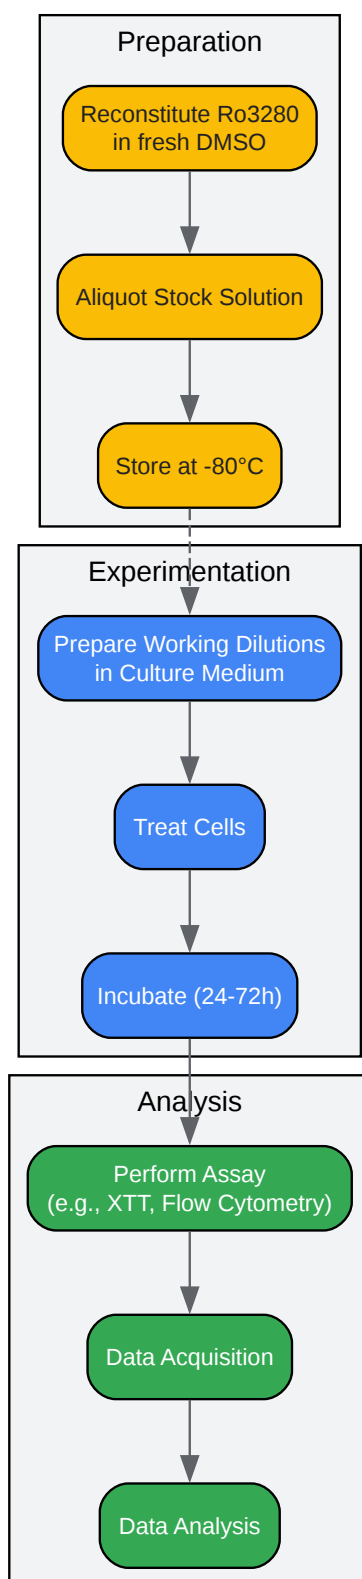 Preparation
Reconstitute Ro3280
in fresh DMSO
Aliquot Stock Solution
Store at -80°C
Experimentation
Prepare Working Dilutions
in Culture Medium
Treat Cells
Incubate (24-72h)
Analysis
Perform Assay
(e.g., XTT, Flow Cytometry)
Data Acquisition
Data Analysis